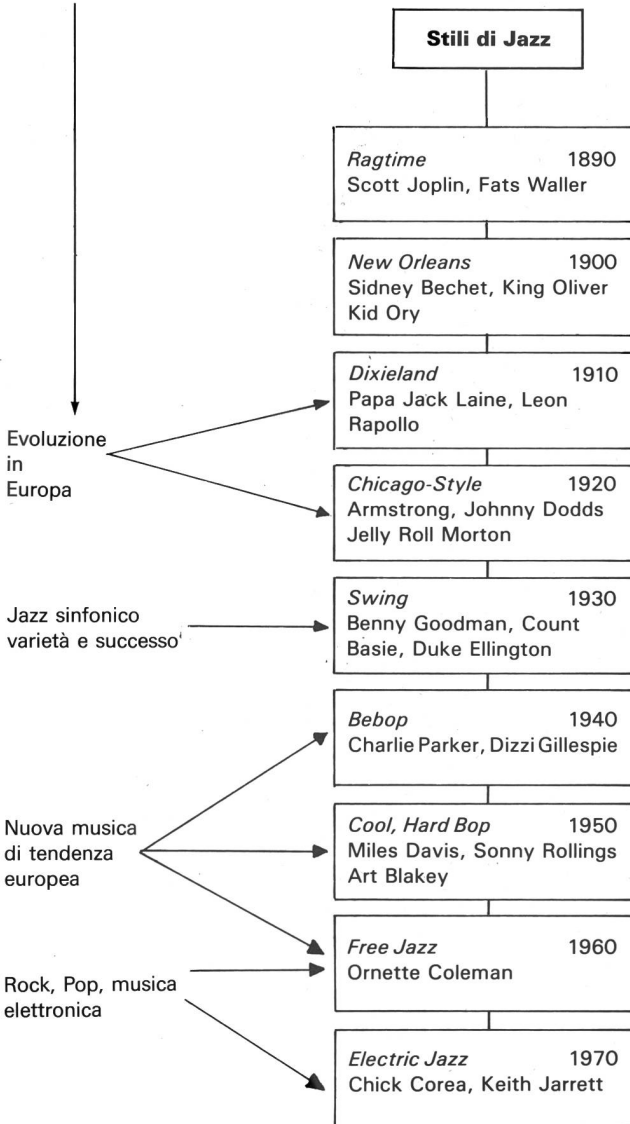 Stili di Jazz
Ragtime 1890
Scott Joplin, Fats Waller
New Orleans 1900
Sidney Bechet, King Oliver
Kid Ory
Dixieland 1910
Papa Jack Laine, Leon
Rapollo
Evoluzione
in
Europa
Chicago-Style 1920
Armstrong, Johnny Dodds
Jelly Roll Morton
Jazz sinfonico
varietà e successo
Swing 1930
Benny Goodman, Count
Basie, Duke Ellington
Bebop 1940
Charlie Parker, Dizzi Gillespie
Nuova musica
di tendenza
europea
Cool, Hard Bop 1950
Miles Davis, Sonny Rollings
Art Blakey
Free Jazz 1960
Ornette Coleman
Rock, Pop, musica
elettronica
Electric Jazz 1970
Chick Corea, Keith Jarrett